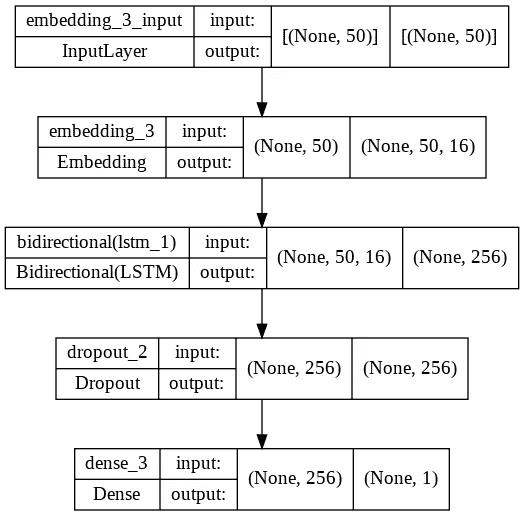 embedding_3_input input: [(None, 50)] [(None, 50)]
InputLayer output:
embedding_3 input: (None, 50) (None, 50, 16)
Embedding output:
bidirectional(lstm_1) input: (None, 50, 16) (None, 256)
Bidirectional(LSTM) output:
dropout_2 input: (None, 256) (None, 256)
Dropout output:
dense_3 input: (None, 256) (None, 1)
Dense output: